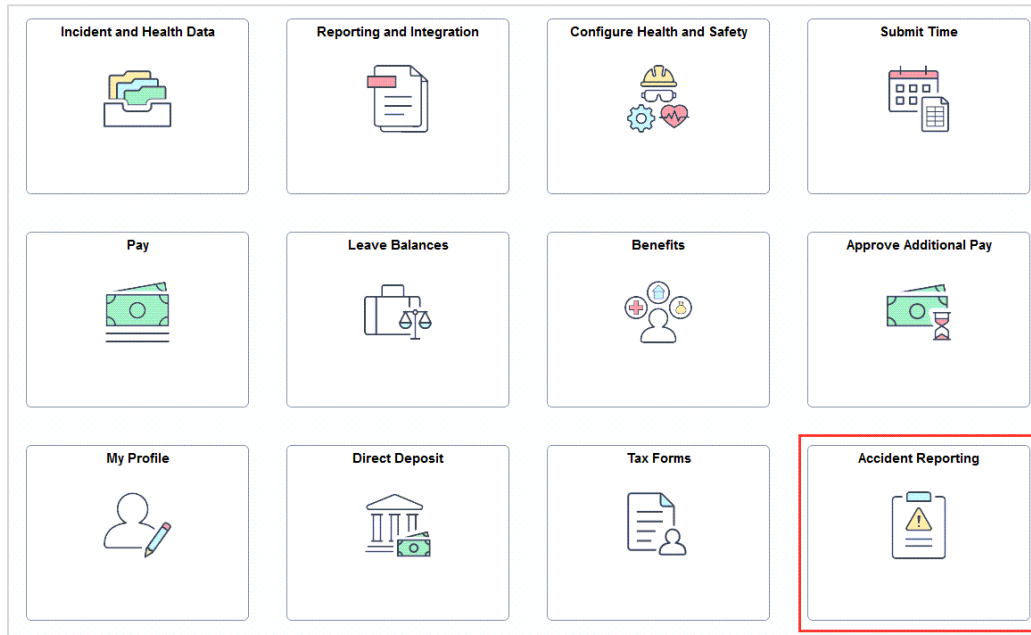 Incident and Health Data
Reporting and Integration
Configure Health and Safety
Submit Time
Pay
Leave Balances
Benefits
Approve Additional Pay
My Profile
Direct Deposit
Tax Forms
Accident Reporting